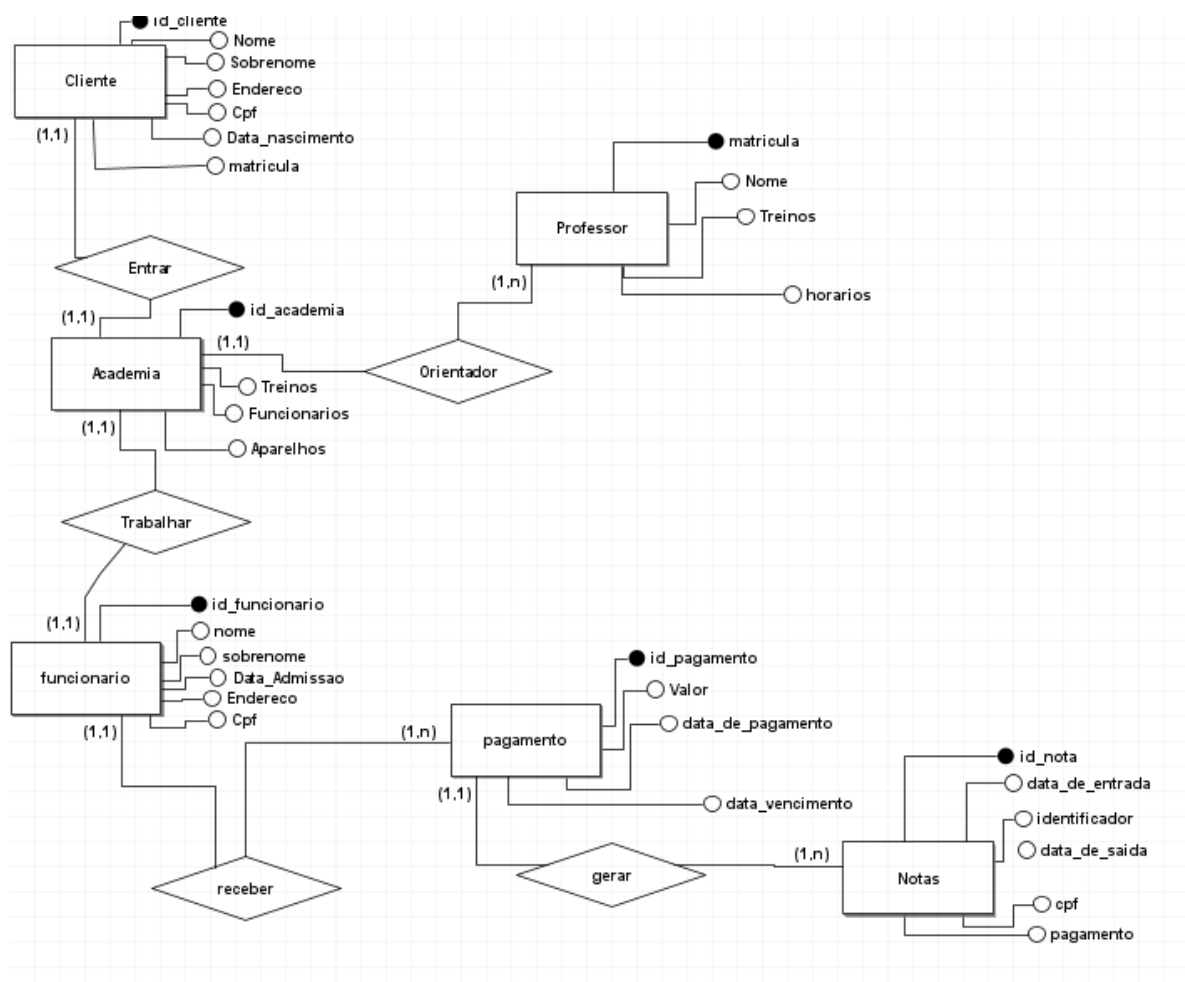 id_cliente
Nome
Sobrenome
Cliente
Endereco
Cpf
(1,1)
Data_nascimento
matricula
matricula
Nome
Treinos
Professor
(1,n)
horarios
Entrar
(1,1)
id_academia
(1,1)
Academia
Orientador
Treinos
Funcionarios
(1,1)
Aparelhos
Trabalhar
id_funcionario
(1,1)
nome
sobrenome
funcionario
Data_Admissao
Endereco
Cpf
(1,1)
id_pagamento
Valor
data_de_pagamento
(1,n)
pagamento
(1,1)
data_vencimento
id_nota
data_de_entrada
identificador
data_de_saida
(1,n)
gerar
Notas
receber
cpf
pagamento